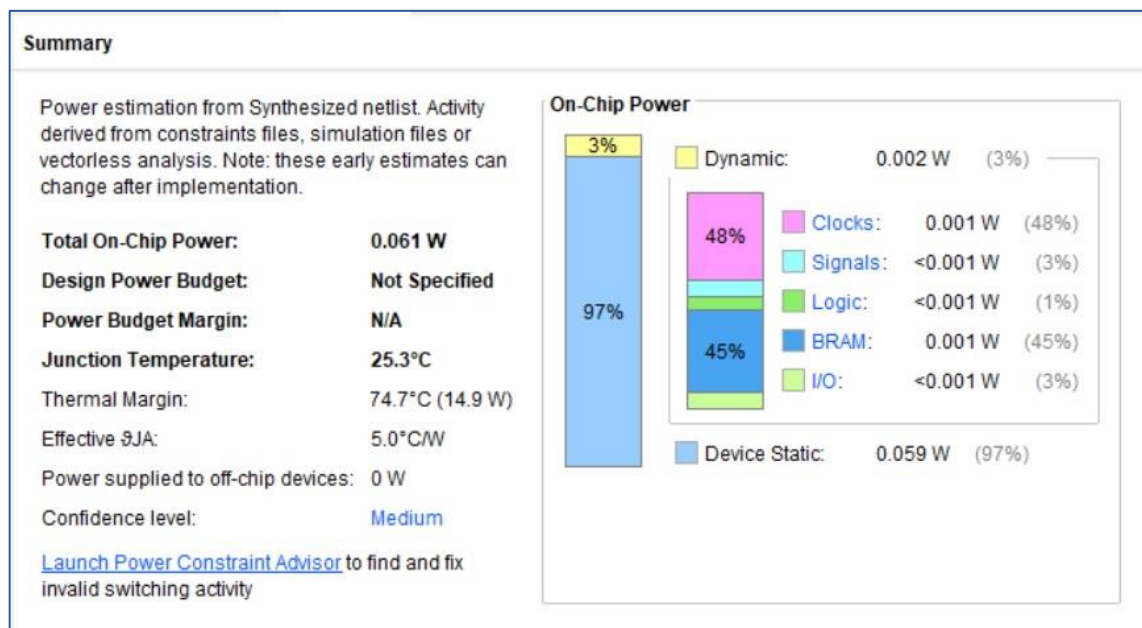 Summary
Power estimation from Synthesized netlist. Activity
derived from constraints files, simulation files or
vectorless analysis. Note: these early estimates can
change after implementation.
Total On-Chip Power: 0.061 W
Design Power Budget: Not Specified
Power Budget Margin: N/A
Junction Temperature: 25.3°C
Thermal Margin: 74.7°C (14.9 W)
Effective ϑJA: 5.0°C/W
Power supplied to off-chip devices: 0 W
Confidence level: Medium
Launch Power Constraint Advisor to find and fix
invalid switching activity
On-Chip Power
3%
97%
Dynamic: 0.002 W (3%)
48%
45%
Clocks: 0.001 W (48%)
Signals: <0.001 W (3%)
Logic: <0.001 W (1%)
BRAM: 0.001 W (45%)
I/O: <0.001 W (3%)
Device Static: 0.059 W (97%)